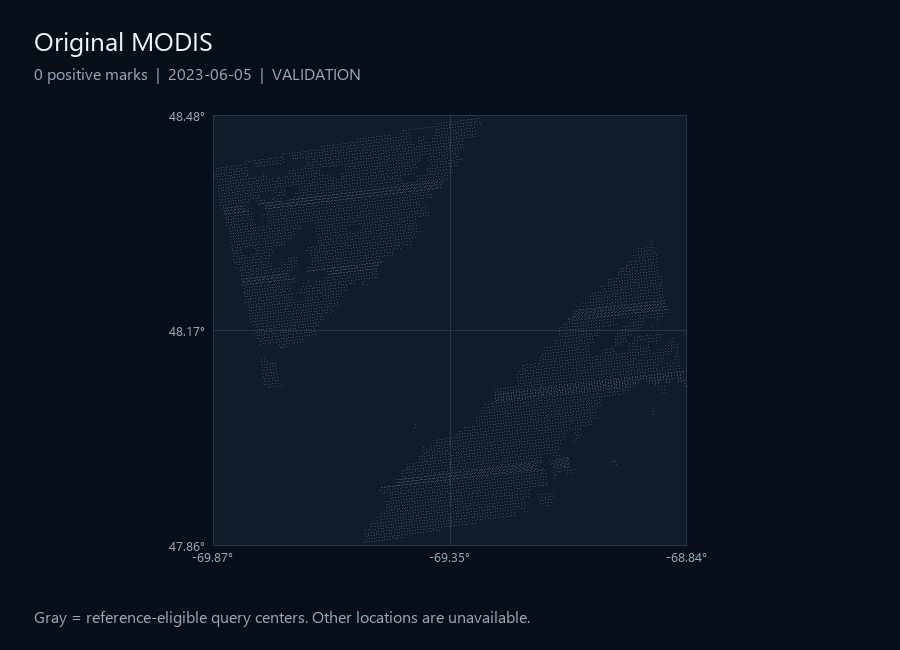 Original MODIS
0 positive marks | 2023-06-05 | VALIDATION
48.48°
48.17°
47.86°
-69.87°
-69.35°
-68.84°
Gray = reference-eligible query centers. Other locations are unavailable.